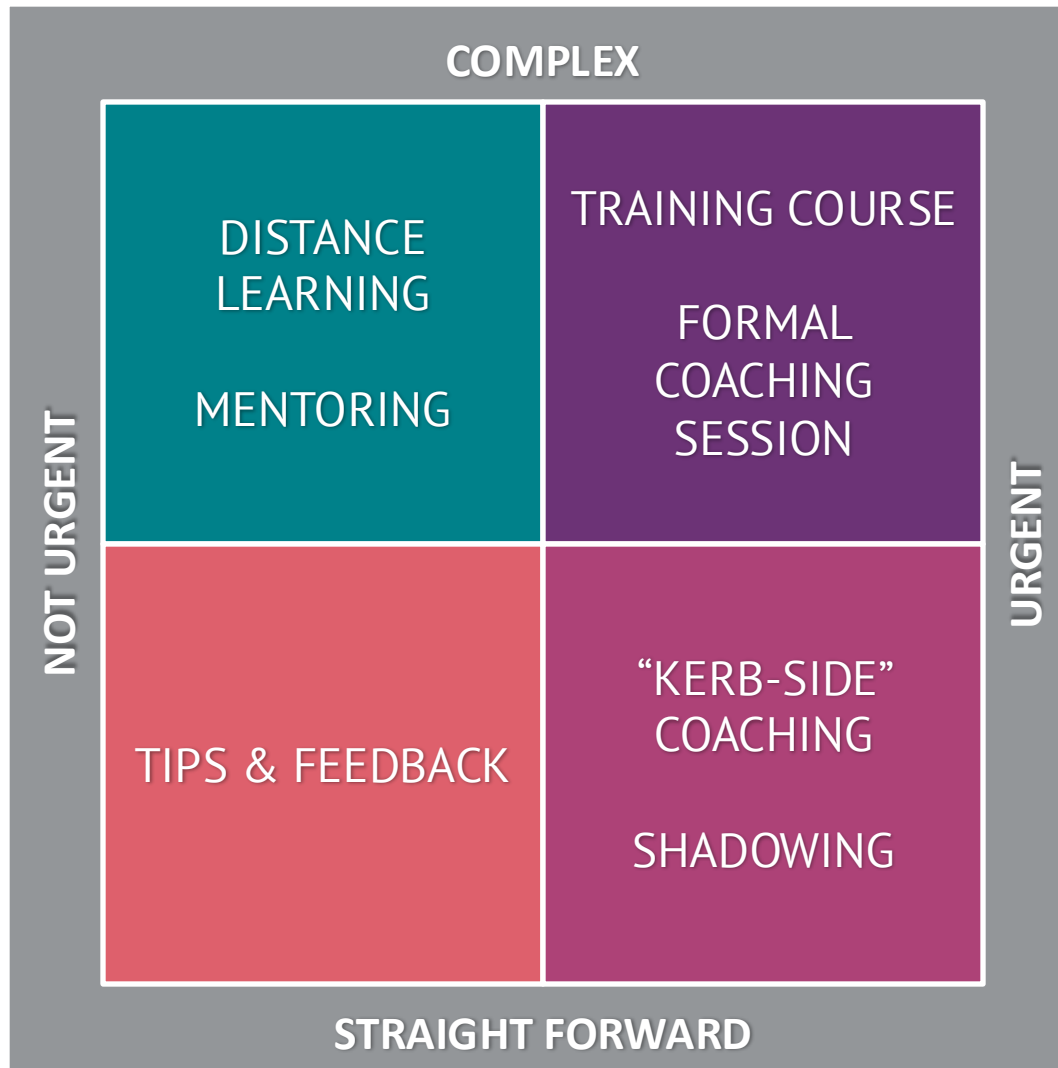 COMPLEX
DISTANCE
LEARNING
MENTORING
TRAINING COURSE
FORMAL
COACHING
SESSION
NOT URGENT
URGENT
TIPS & FEEDBACK
“KERB-SIDE”
COACHING
SHADOWING
STRAIGHT FORWARD